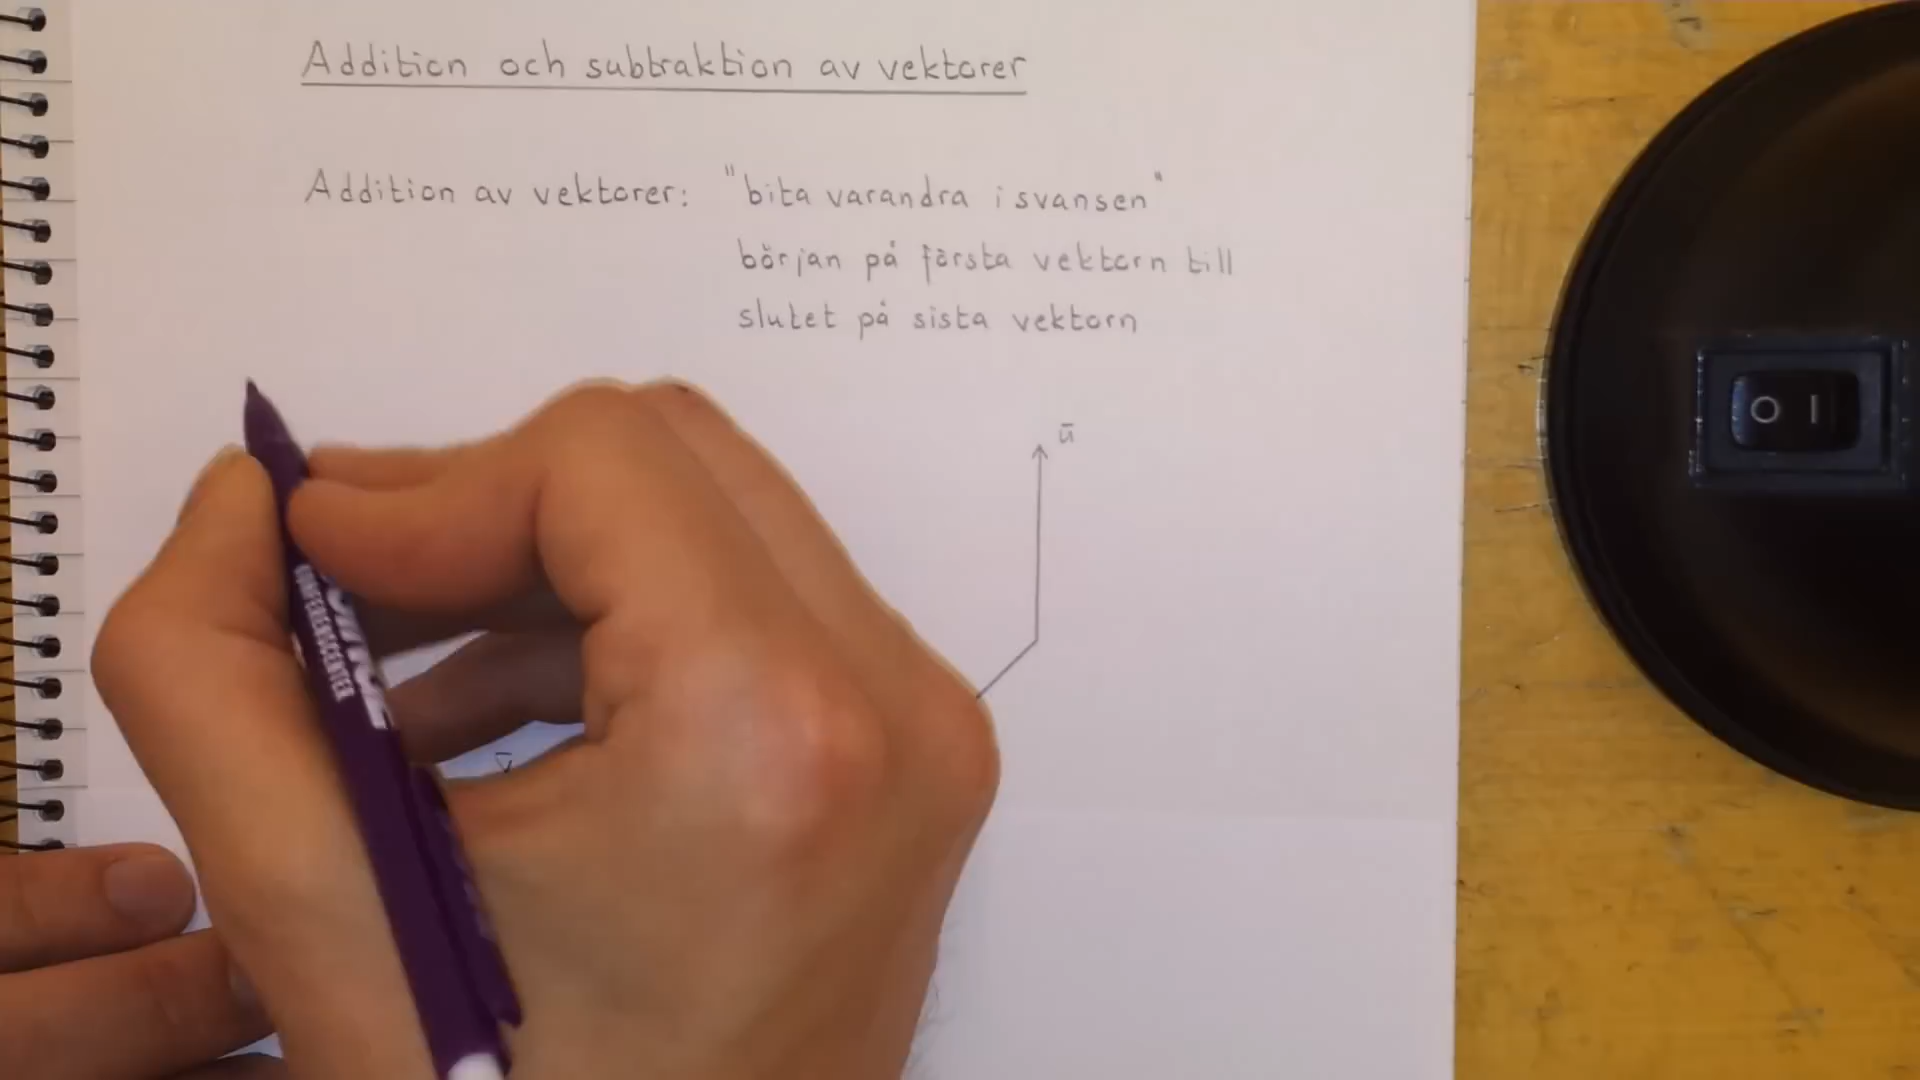 Addition och subtraktion av vektorer
Addition av vektorer: "bita varandra i svansen"
början på första vektorn till
slutet på sista vektorn
ū
v̄
KONFERENSCENTER
O I